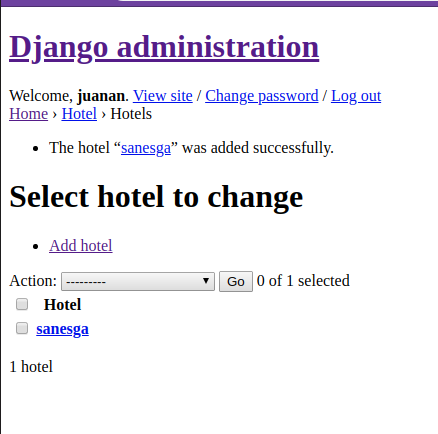 Django administration
Welcome, juanan. View site / Change password / Log out
Home › Hotel › Hotels
The hotel “sanesga” was added successfully.
Select hotel to change
Add hotel
Action: --------- Go 0 of 1 selected
Hotel
sanesga
1 hotel